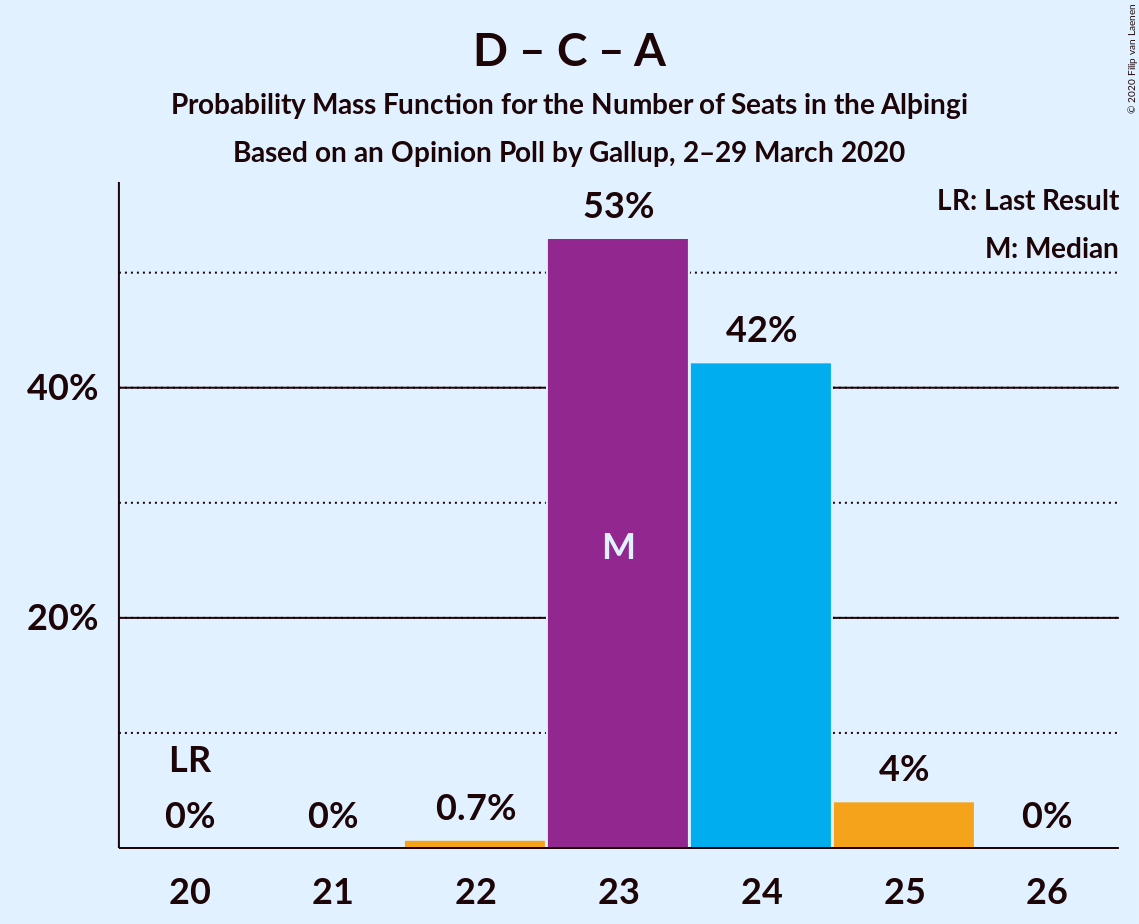 D – C – A
Probability Mass Function for the Number of Seats in the Alþingi
Based on an Opinion Poll by Gallup, 2–29 March 2020
© 2020 Filip van Laenen
LR: Last Result
M: Median
53%
42%
40%
M
20%
LR
4%
0.7%
0%
0%
0%
20
21
22
23
24
25
26